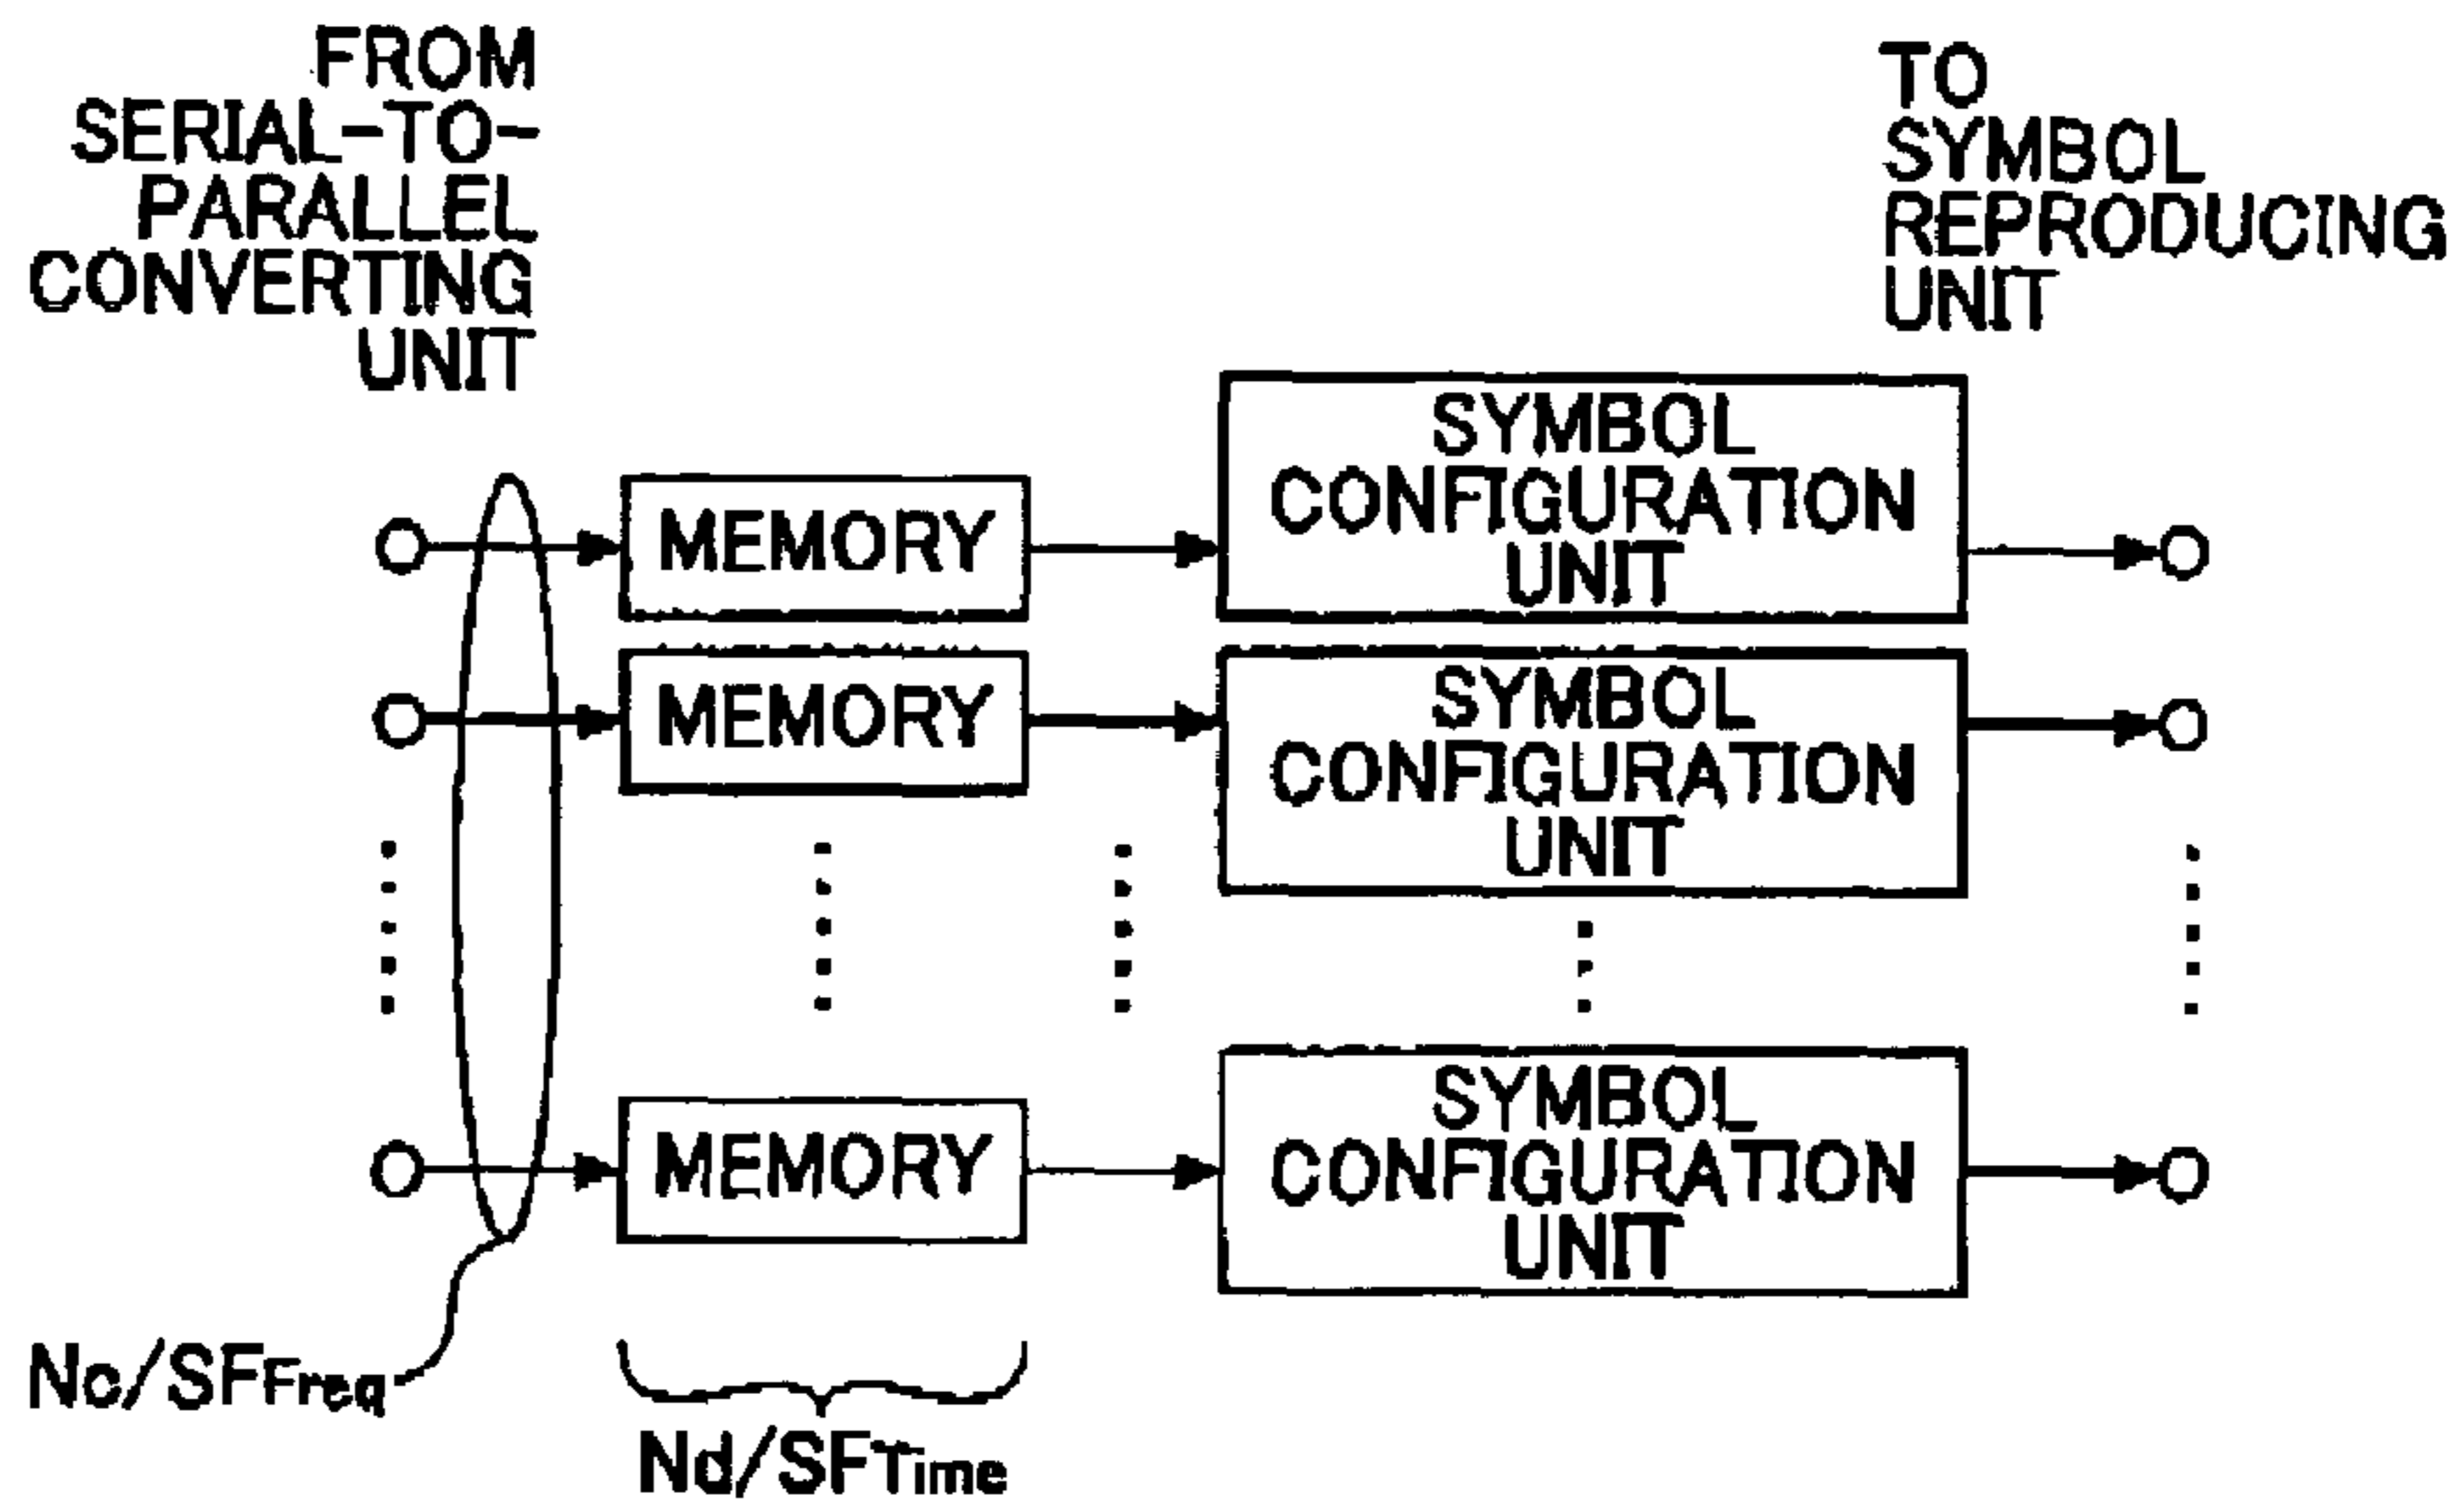 FROM
SERIAL-TO-
PARALLEL
CONVERTING
UNIT
TO
SYMBOL
REPRODUCING
UNIT
MEMORY
SYMBOL
CONFIGURATION
UNIT
MEMORY
SYMBOL
CONFIGURATION
UNIT
MEMORY
SYMBOL
CONFIGURATION
UNIT
Nc/SFFreq
Nd/SFTime